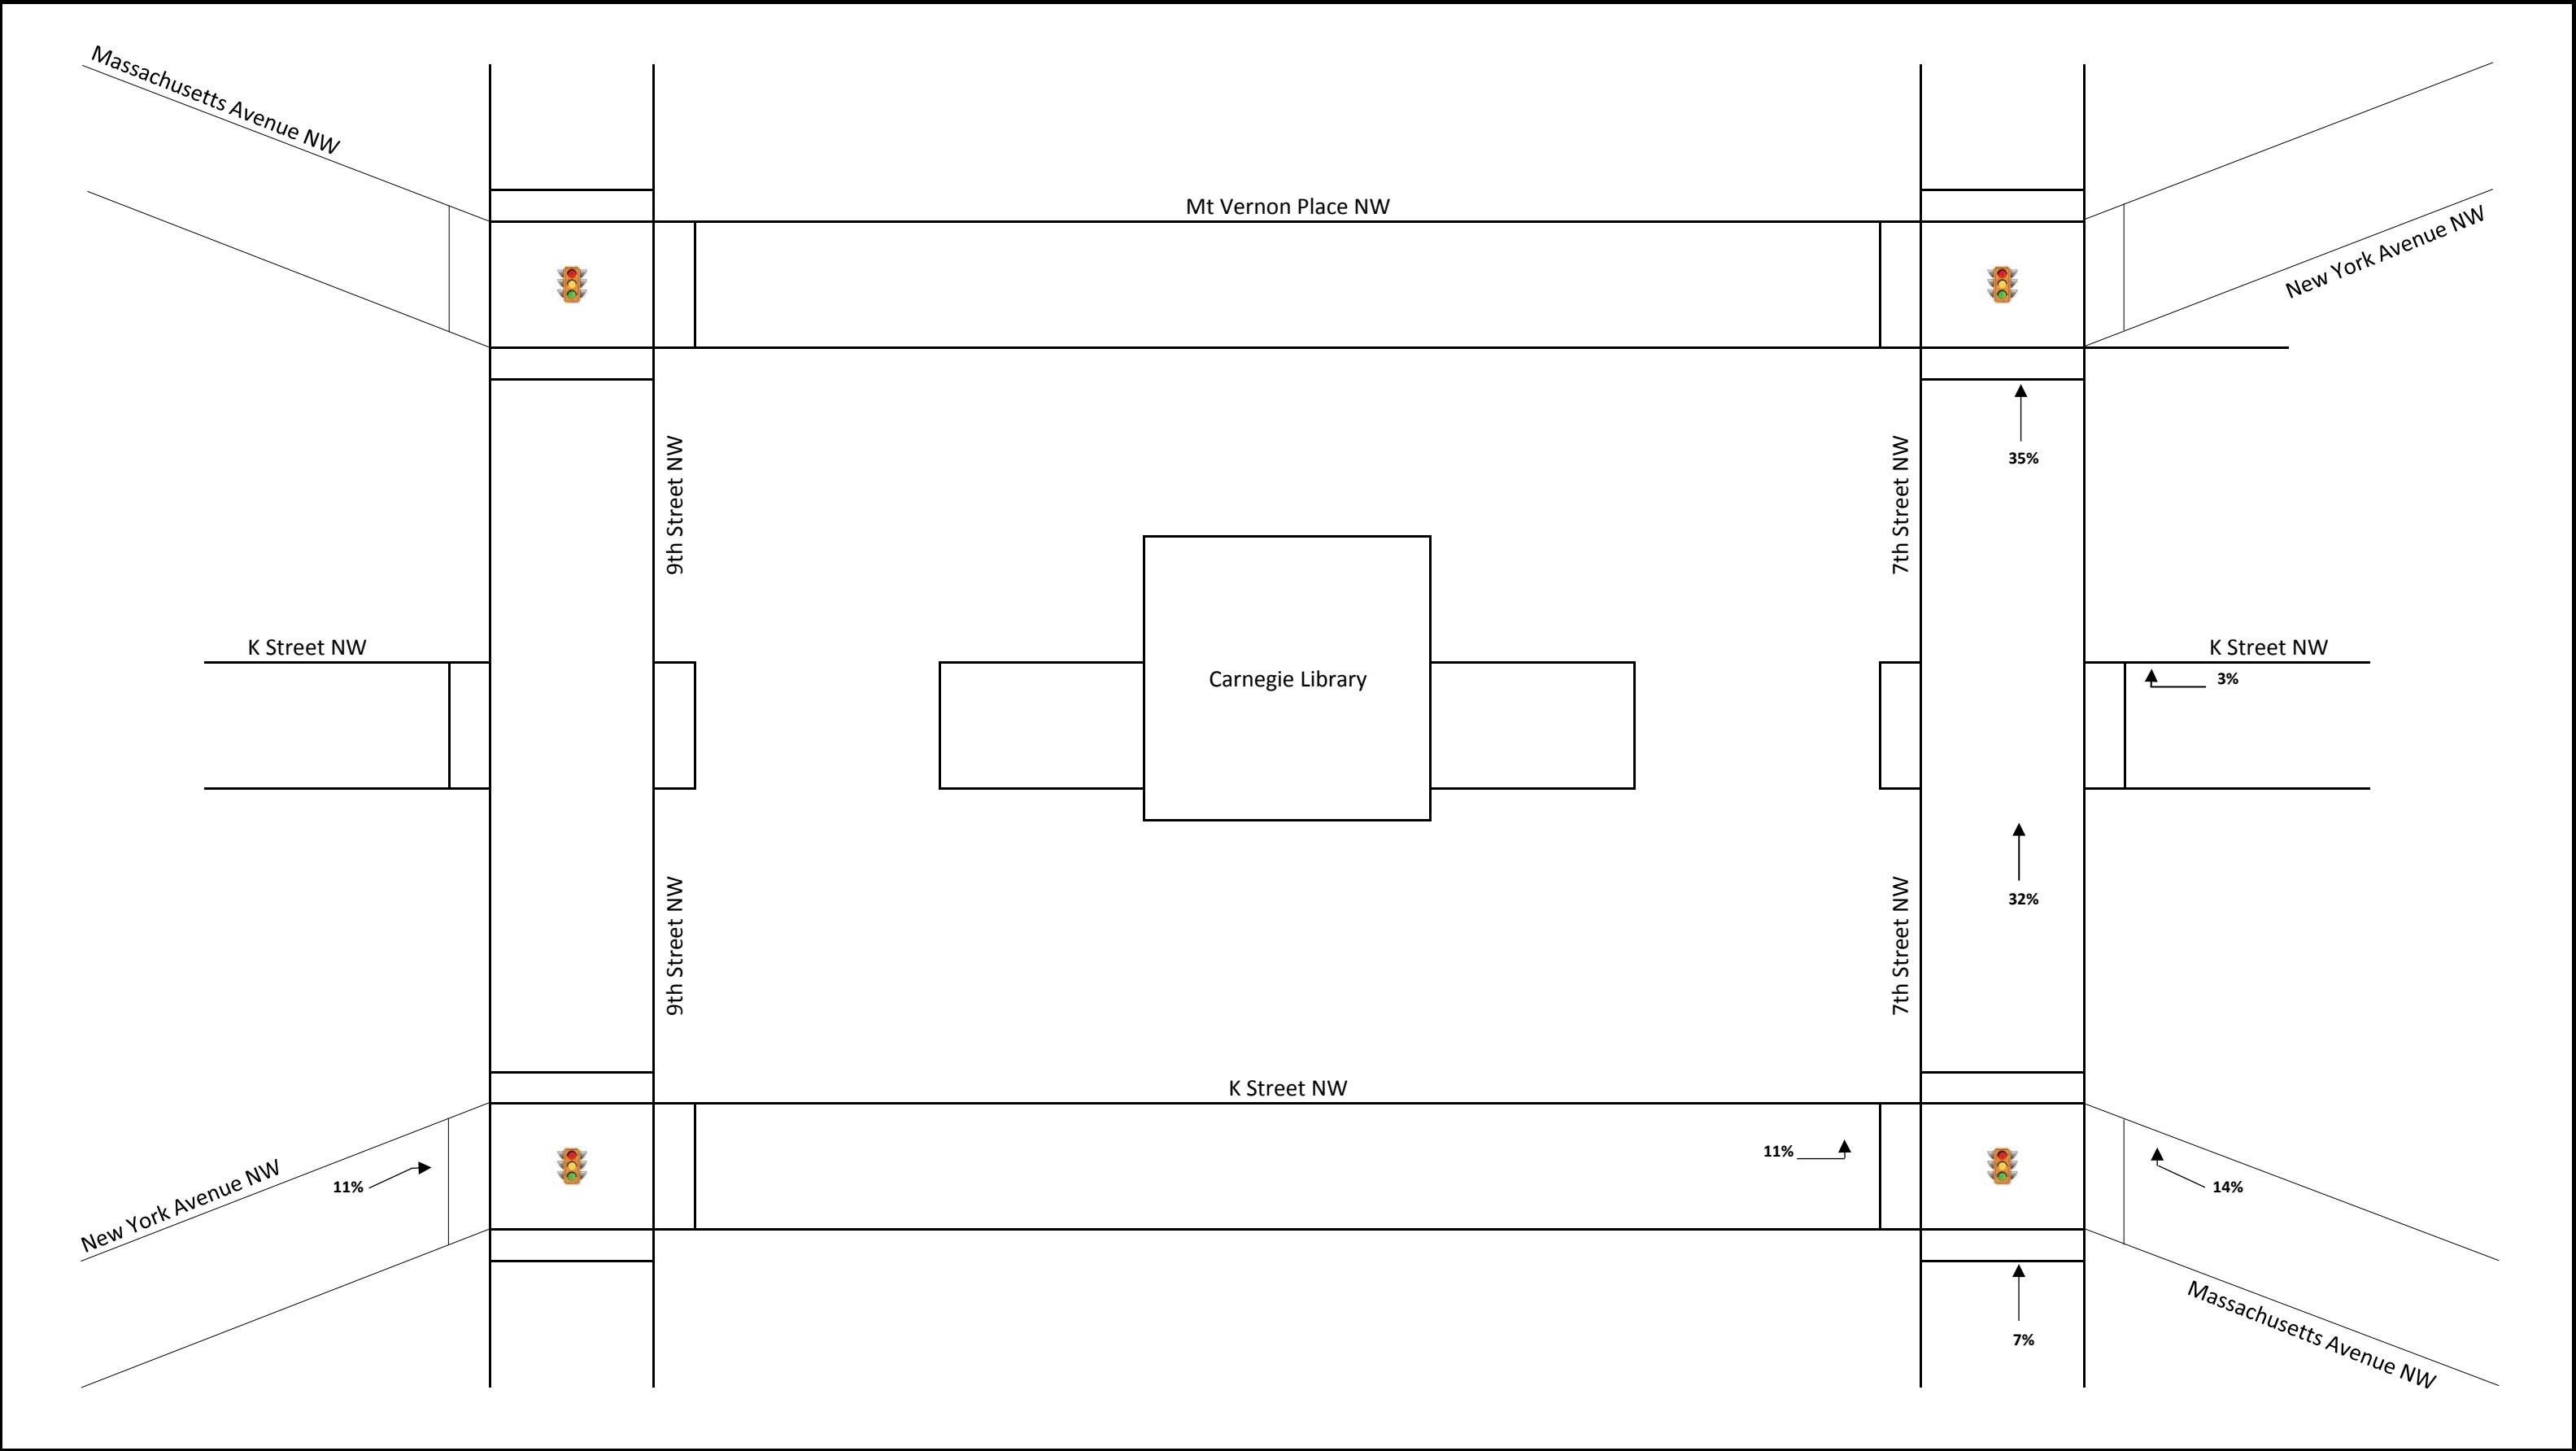 Massachusetts Avenue NW
Mt Vernon Place NW
New York Avenue NW
9th Street NW
7th Street NW
35%
K Street NW
Carnegie Library
K Street NW
3%
32%
9th Street NW
7th Street NW
K Street NW
11%
New York Avenue NW
11%
14%
7%
Massachusetts Avenue NW